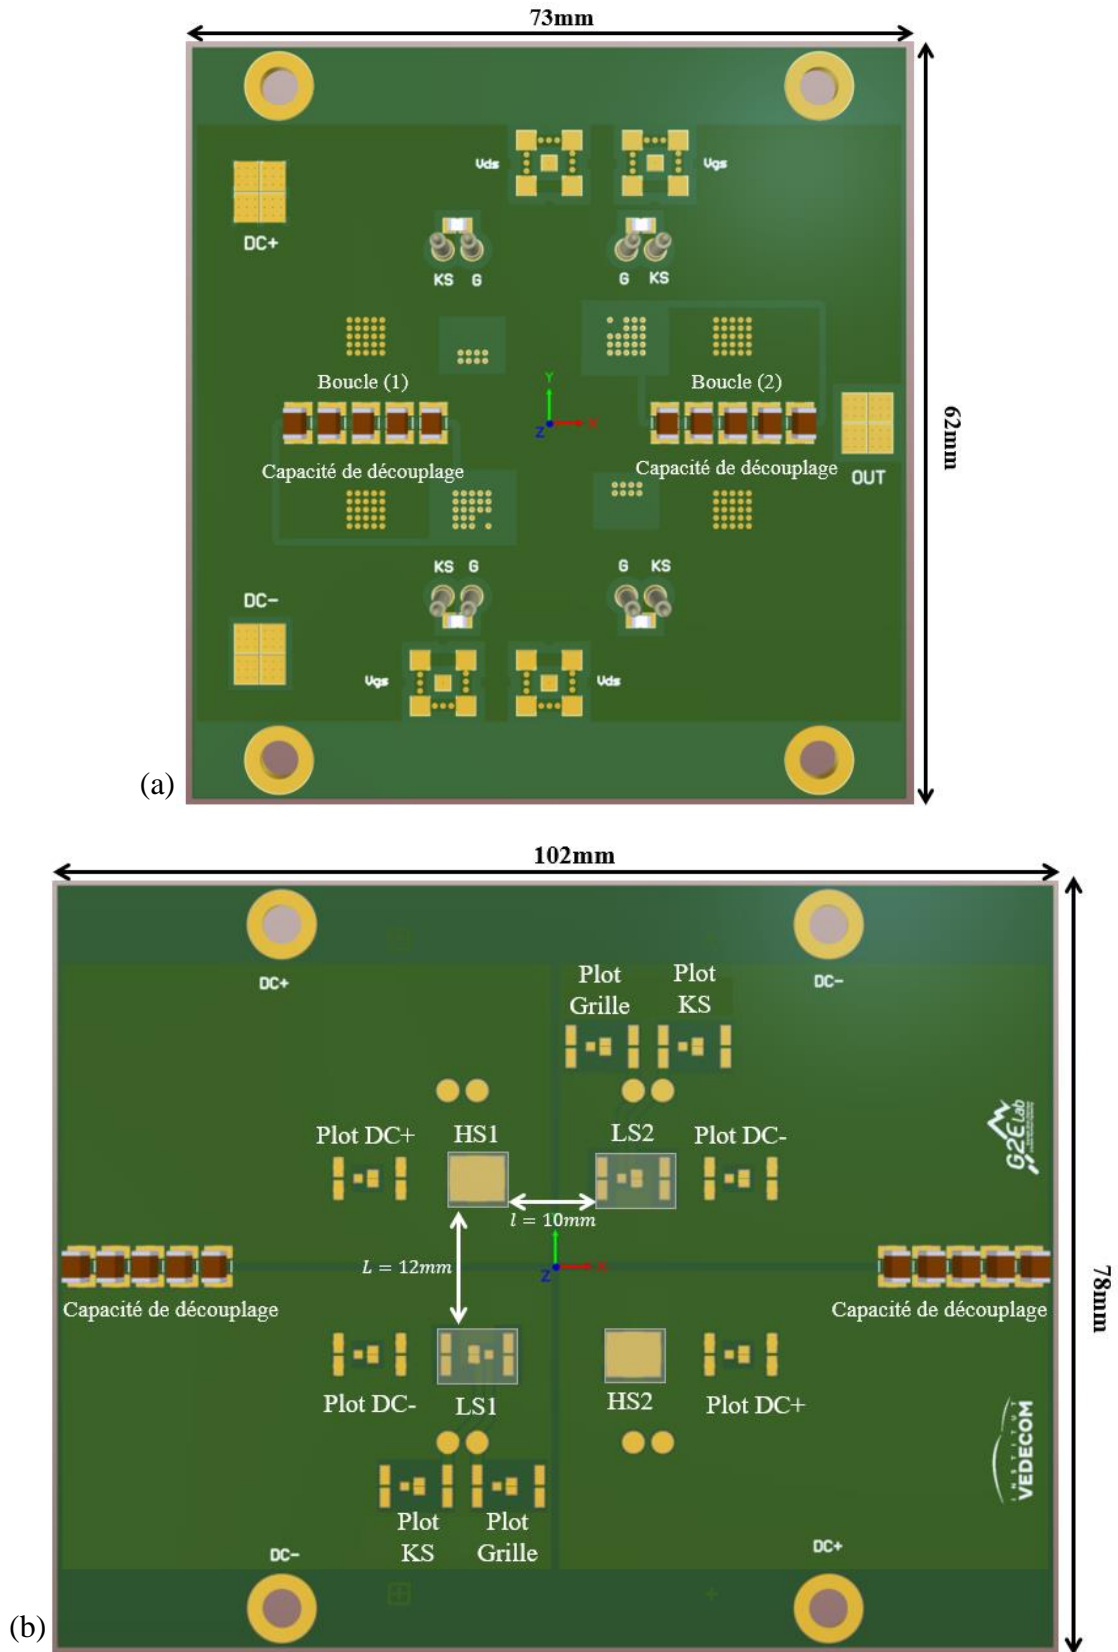 73mm
Vds
Vgs
DC+
KS G
G KS
Y
Boucle (1)
Boucle (2)
Z
X
62mm
Capacité de découplage
Capacité de découplage
OUT
KS G
G KS
DC-
Vgs
Vds
(a)
102mm
DC+
DC-
Plot
Grille
Plot
KS
G2Elab
Plot DC+
HS1
LS2
Plot DC-
l = 10mm
L = 12mm
Z
X
78mm
Capacité de découplage
Capacité de découplage
Plot DC-
LS1
HS2
Plot DC+
INSTITUT
VEDECOM
Plot
KS
Plot
Grille
DC-
DC+
(b)